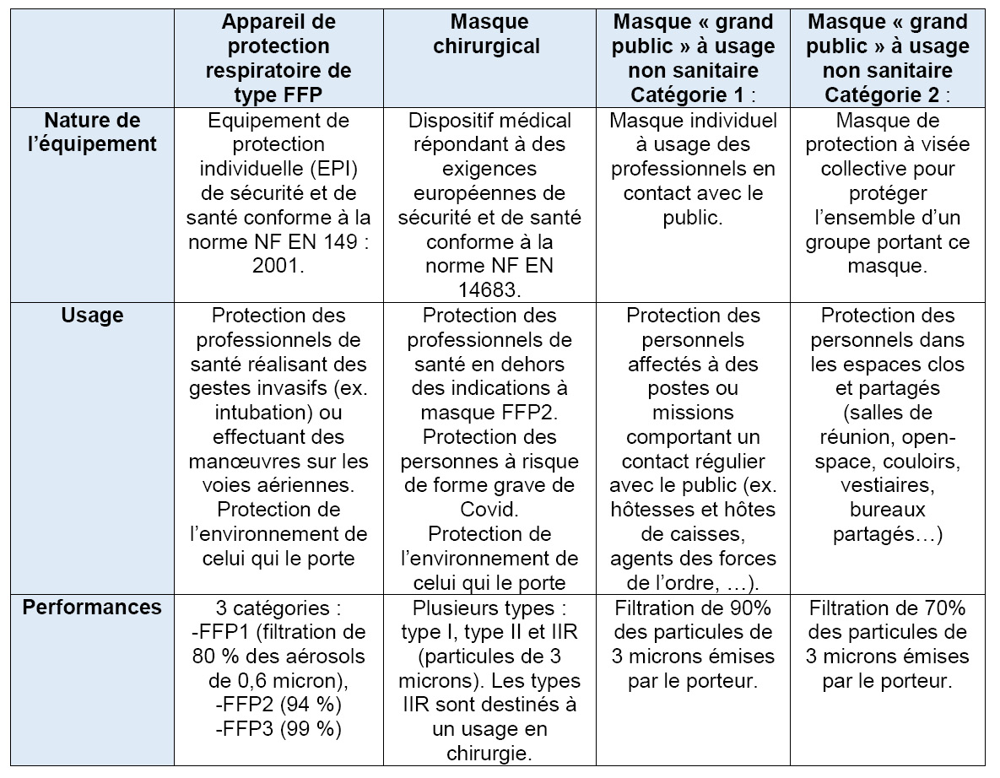 Appareil de
protection
respiratoire de
type FFP
Masque
chirurgical
Masque « grand
public » à usage
non sanitaire
Catégorie 1 :
Masque « grand
public » à usage
non sanitaire
Catégorie 2 :
Nature de
l’équipement
Equipement de
protection
individuelle (EPI)
de sécurité et de
santé conforme à la
norme NF EN 149 :
2001.
Dispositif médical
répondant à des
exigences
européennes de
sécurité et de santé
conforme à la
norme NF EN
14683.
Masque individuel
à usage des
professionnels en
contact avec le
public.
Masque de
protection à visée
collective pour
protéger
l’ensemble d’un
groupe portant ce
masque.
Usage
Protection des
professionnels de
santé réalisant des
gestes invasifs (ex.
intubation) ou
effectuant des
manœuvres sur les
voies aériennes.
Protection de
l’environnement de
celui qui le porte
Protection des
professionnels de
santé en dehors
des indications à
masque FFP2.
Protection des
personnes à risque
de forme grave de
Covid.
Protection de
l’environnement de
celui qui le porte
Protection des
personnels
affectés à des
postes ou
missions
comportant un
contact régulier
avec le public (ex.
hôtesses et hôtes
de caisses,
agents des forces
de l’ordre, …).
Protection des
personnels dans
les espaces clos
et partagés
(salles de
réunion, open-
space, couloirs,
vestiaires,
bureaux
partagés…)
Performances
3 catégories :
-FFP1 (filtration de
80 % des aérosols
de 0,6 micron),
-FFP2 (94 %)
-FFP3 (99 %)
Plusieurs types :
type I, type II et IIR
(particules de 3
microns). Les types
IIR sont destinés à
un usage en
chirurgie.
Filtration de 90%
des particules de
3 microns émises
par le porteur.
Filtration de 70%
des particules de
3 microns émises
par le porteur.